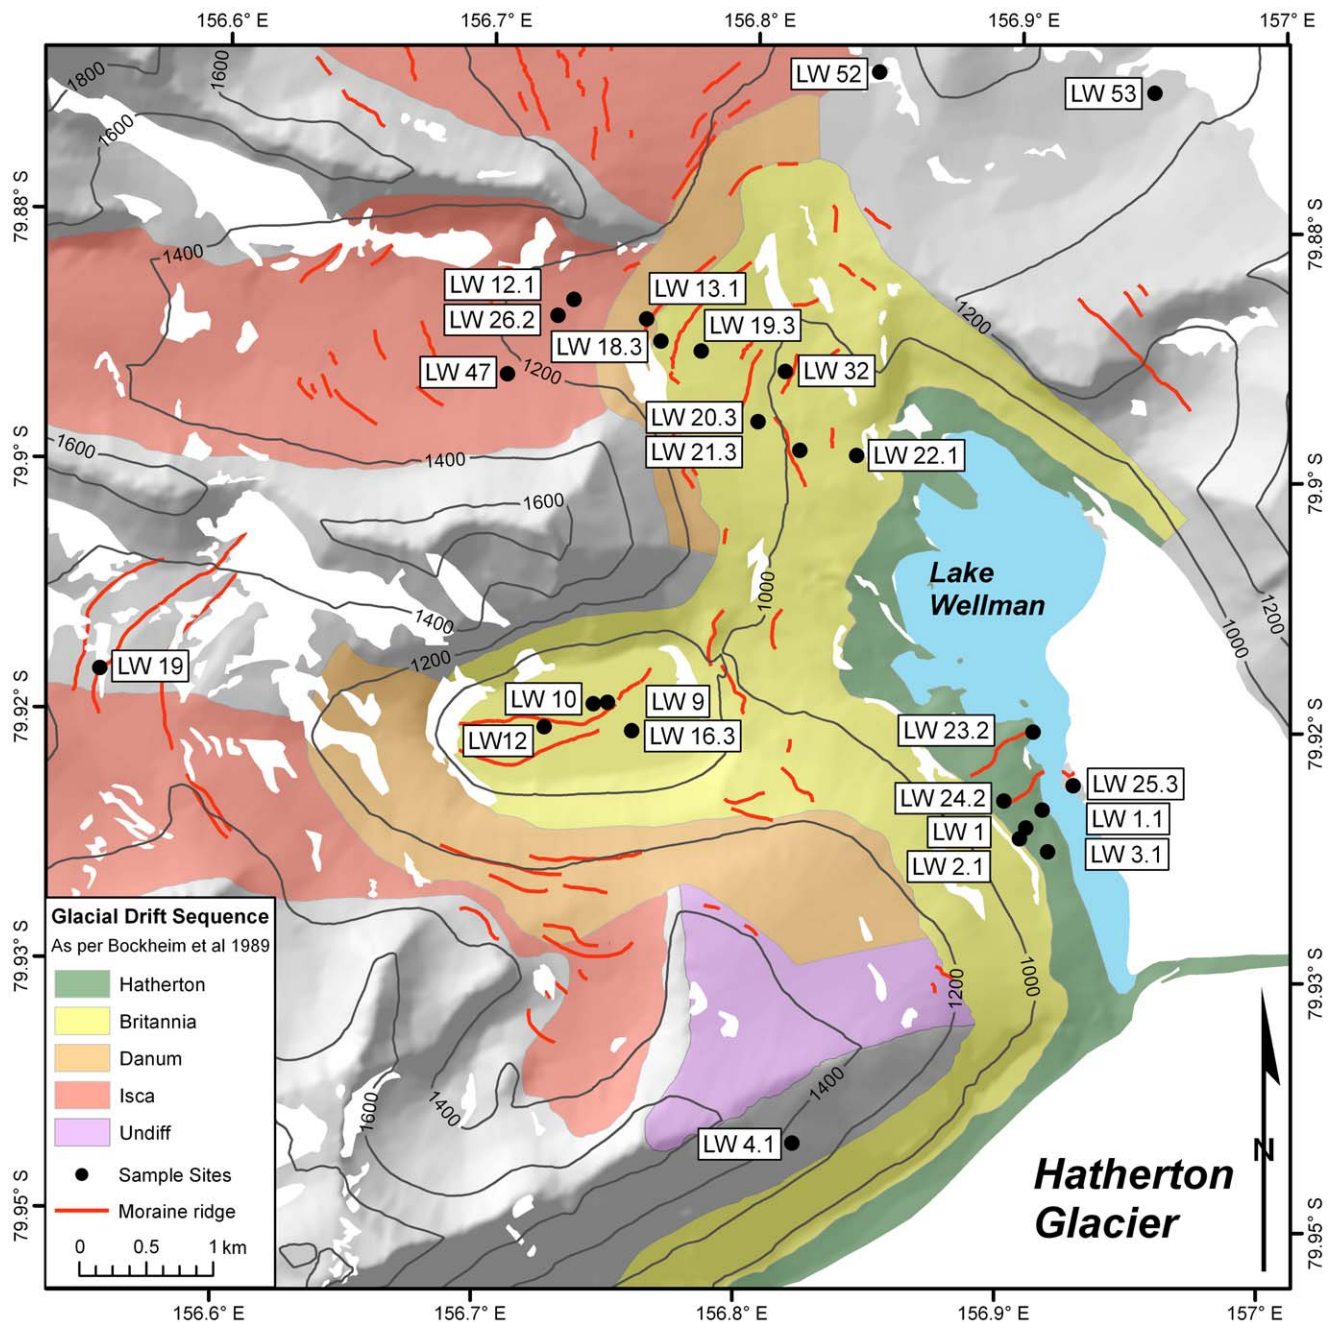 156.6° E
156.7° E
156.8° E
156.9° E
157° E
1800
1600
1600
LW 52
LW 53
79.88° S
79.88° S
1400
LW 12.1
LW 26.2
LW 13.1
LW 19.3
LW 18.3
1200
LW 47
1200
LW 32
LW 20.3
LW 21.3
LW 22.1
1600
1400
79.9° S
79.9° S
1600
Lake
Wellman
1000
1400
1200
1000
1200
LW 19
LW 10
LW 9
LW12
LW 16.3
79.92° S
79.92° S
LW 23.2
LW 25.3
LW 24.2
LW 1.1
LW 1
LW 3.1
LW 2.1
79.93° S
79.93° S
1200
1000
1400
1400
1600
LW 4.1
Glacial Drift Sequence
As per Bockheim et al 1989
Hatherton
Britannia
Danum
Isca
Undiff
Sample Sites
Moraine ridge
0 0.5 1 km
Hatherton
Glacier
N
79.95° S
79.95° S
156.6° E
156.7° E
156.8° E
156.9° E
157° E